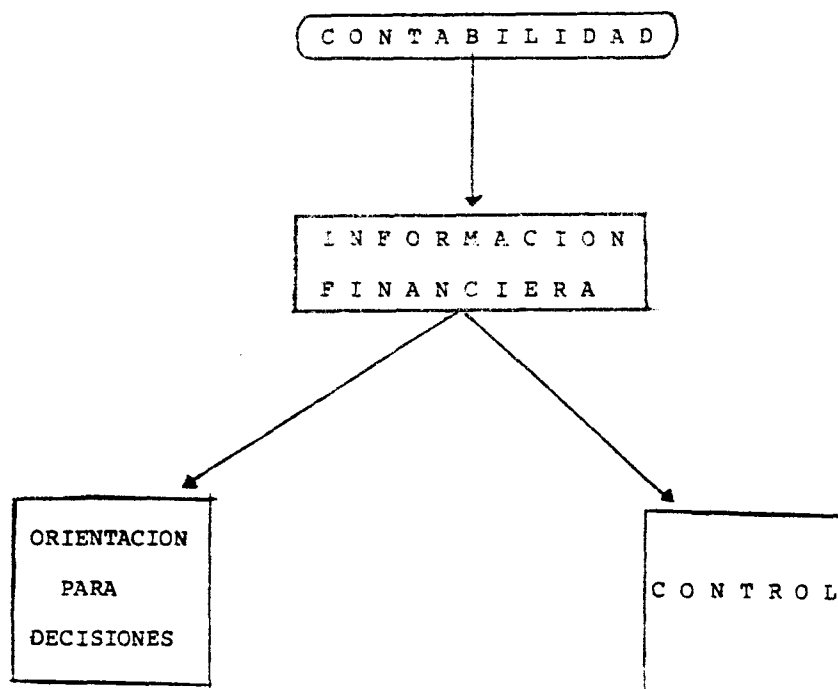 CONTABILIDAD
INFORMACION
FINANCIERA
ORIENTACION
PARA
DECISIONES
CONTROL